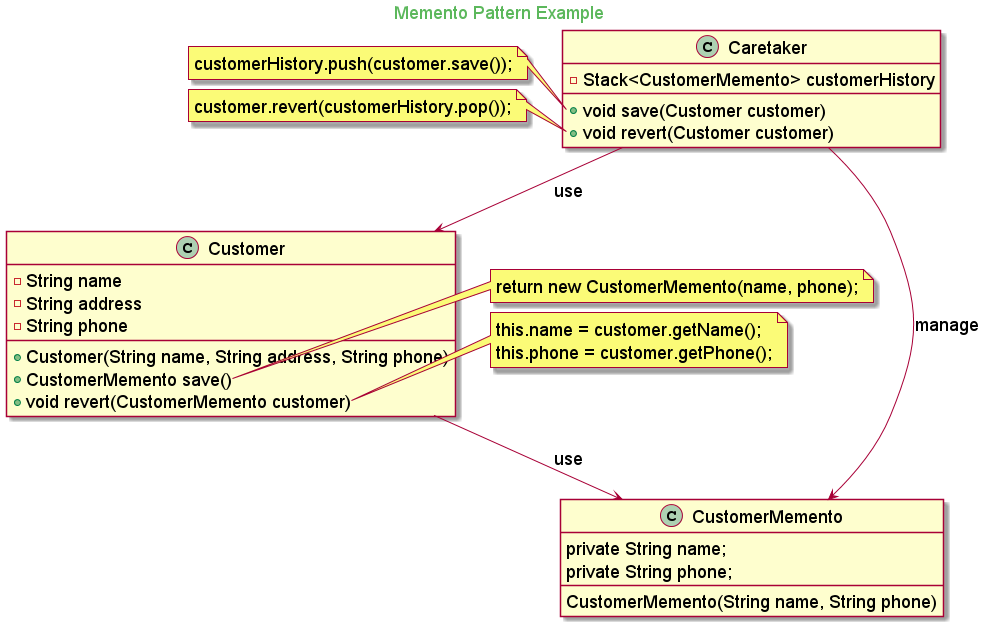 Memento Pattern Example
customerHistory.push(customer.save());
customer.revert(customerHistory.pop());
C Caretaker
Stack<CustomerMemento> customerHistory
void save(Customer customer)
void revert(Customer customer)
use
C Customer
String name
String address
String phone
Customer(String name, String address, String phone)
CustomerMemento save()
void revert(CustomerMemento customer)
return new CustomerMemento(name, phone);
this.name = customer.getName();
this.phone = customer.getPhone();
manage
use
C CustomerMemento
private String name;
private String phone;
CustomerMemento(String name, String phone)